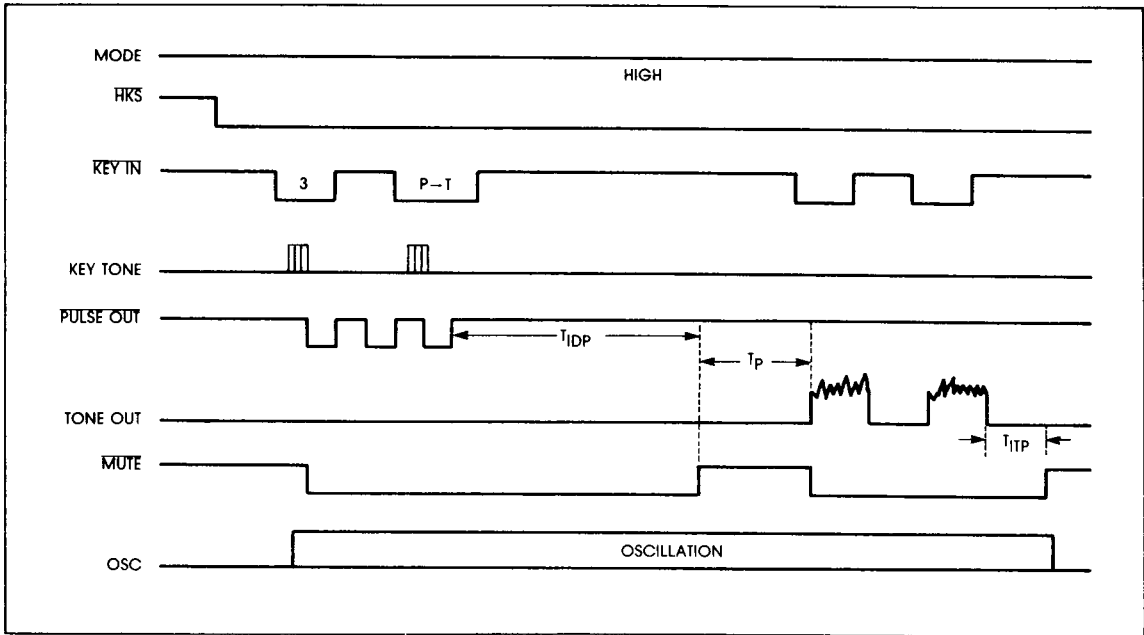 MODE
HIGH
HKS
KEY IN
3
P→T
KEY TONE
PULSE OUT
TIDP
TP
TONE OUT
TITP
MUTE
OSCILLATION
OSC